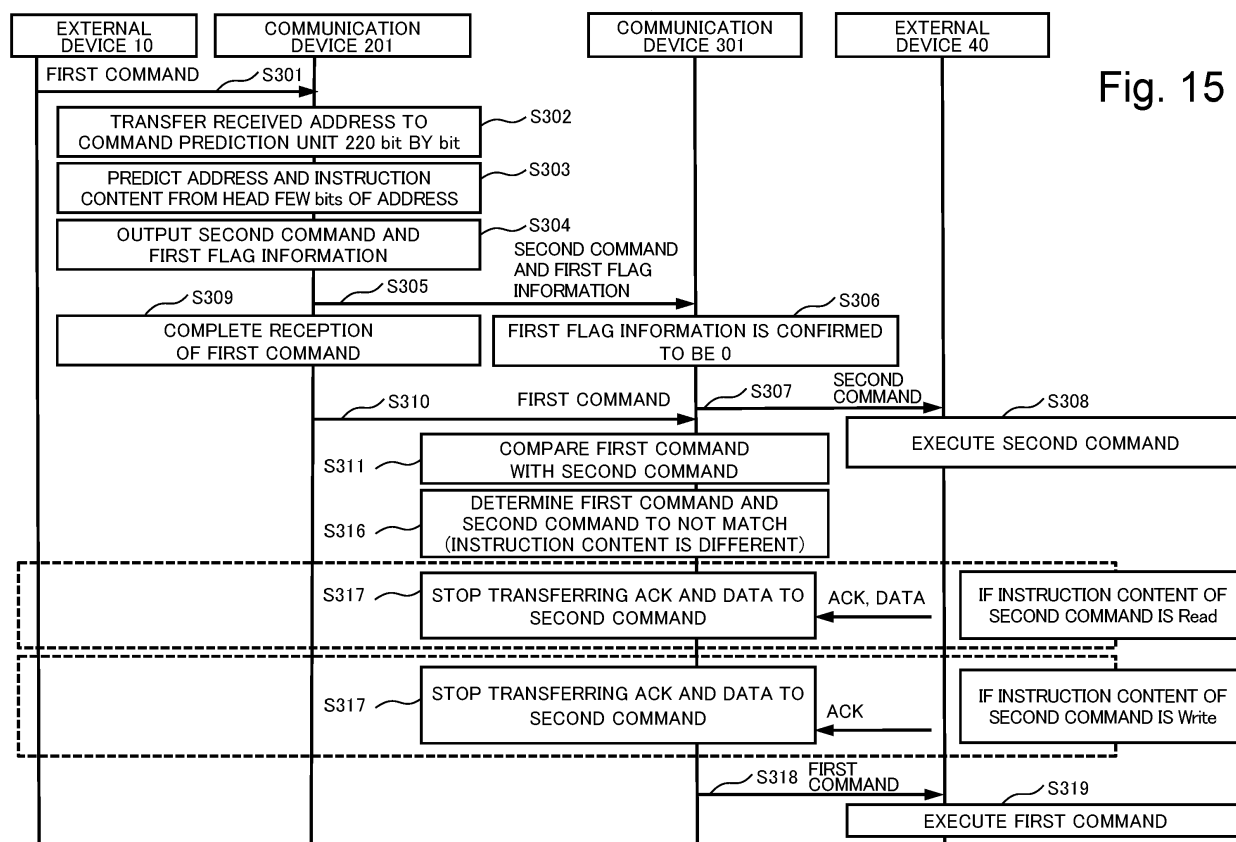 EXTERNAL
DEVICE 10
COMMUNICATION
DEVICE 201
COMMUNICATION
DEVICE 301
EXTERNAL
DEVICE 40
Fig. 15
FIRST COMMAND
S301
TRANSFER RECEIVED ADDRESS TO
COMMAND PREDICTION UNIT 220 bit BY bit
S302
PREDICT ADDRESS AND INSTRUCTION
CONTENT FROM HEAD FEW bits OF ADDRESS
S303
OUTPUT SECOND COMMAND AND
FIRST FLAG INFORMATION
S304
SECOND COMMAND
AND FIRST FLAG
INFORMATION
S305
S309
COMPLETE RECEPTION
OF FIRST COMMAND
S306
FIRST FLAG INFORMATION IS CONFIRMED
TO BE 0
S307
SECOND
COMMAND
S308
EXECUTE SECOND COMMAND
S310
FIRST COMMAND
S311
COMPARE FIRST COMMAND
WITH SECOND COMMAND
S316
DETERMINE FIRST COMMAND AND
SECOND COMMAND TO NOT MATCH
(INSTRUCTION CONTENT IS DIFFERENT)
S317
STOP TRANSFERRING ACK AND DATA TO
SECOND COMMAND
ACK, DATA
IF INSTRUCTION CONTENT OF
SECOND COMMAND IS Read
S317
STOP TRANSFERRING ACK AND DATA TO
SECOND COMMAND
ACK
IF INSTRUCTION CONTENT OF
SECOND COMMAND IS Write
S318
FIRST
COMMAND
S319
EXECUTE FIRST COMMAND